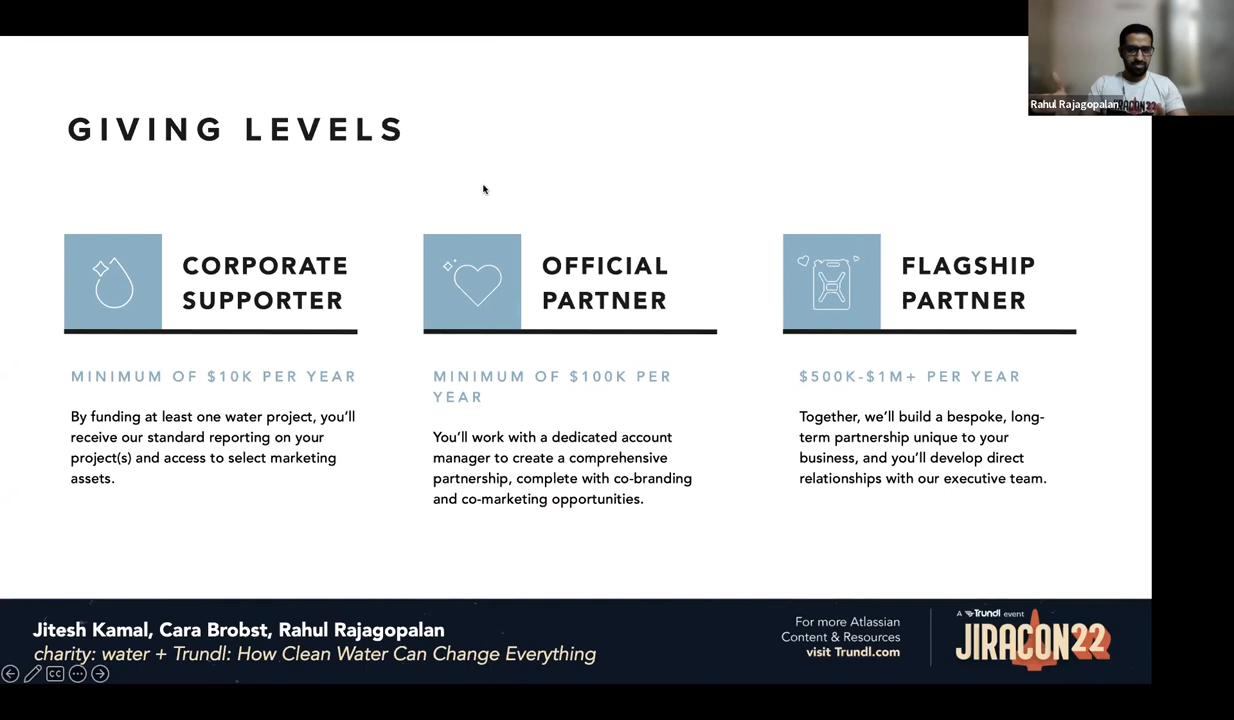 Rahul Rajagopalan
GIVING LEVELS
CORPORATE
SUPPORTER
MINIMUM OF $10K PER YEAR
By funding at least one water project, you’ll
receive our standard reporting on your
project(s) and access to select marketing
assets.
OFFICIAL
PARTNER
MINIMUM OF $100K PER
YEAR
You’ll work with a dedicated account
manager to create a comprehensive
partnership, complete with co-branding
and co-marketing opportunities.
FLAGSHIP
PARTNER
$500K-$1M+ PER YEAR
Together, we’ll build a bespoke, long-
term partnership unique to your
business, and you’ll develop direct
relationships with our executive team.
Jitesh Kamal, Cara Brobst, Rahul Rajagopalan
charity: water + Trundl: How Clean Water Can Change Everything
CC
For more Atlassian
Content & Resources
visit Trundl.com
A Trundl event
JIRACON22